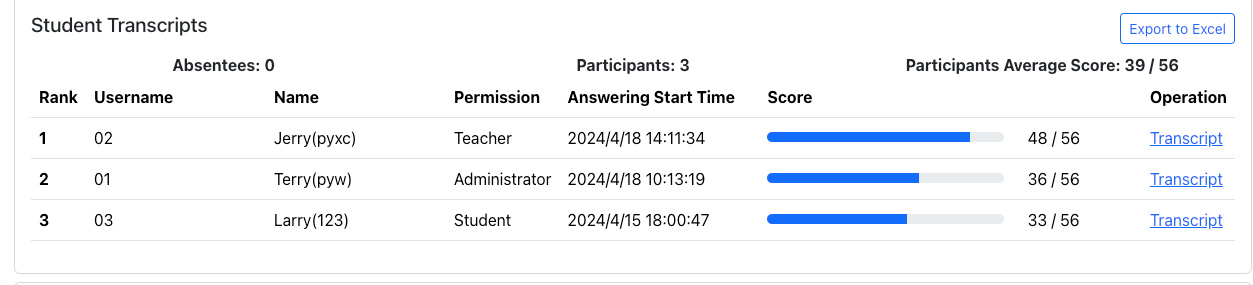 Student Transcripts
Export to Excel
Absentees: 0 Participants: 3 Participants Average Score: 39 / 56
Rank Username Name Permission Answering Start Time Score Operation
1 02 Jerry(pyxc) Teacher 2024/4/18 14:11:34 48 / 56 Transcript
2 01 Terry(pyw) Administrator 2024/4/18 10:13:19 36 / 56 Transcript
3 03 Larry(123) Student 2024/4/15 18:00:47 33 / 56 Transcript